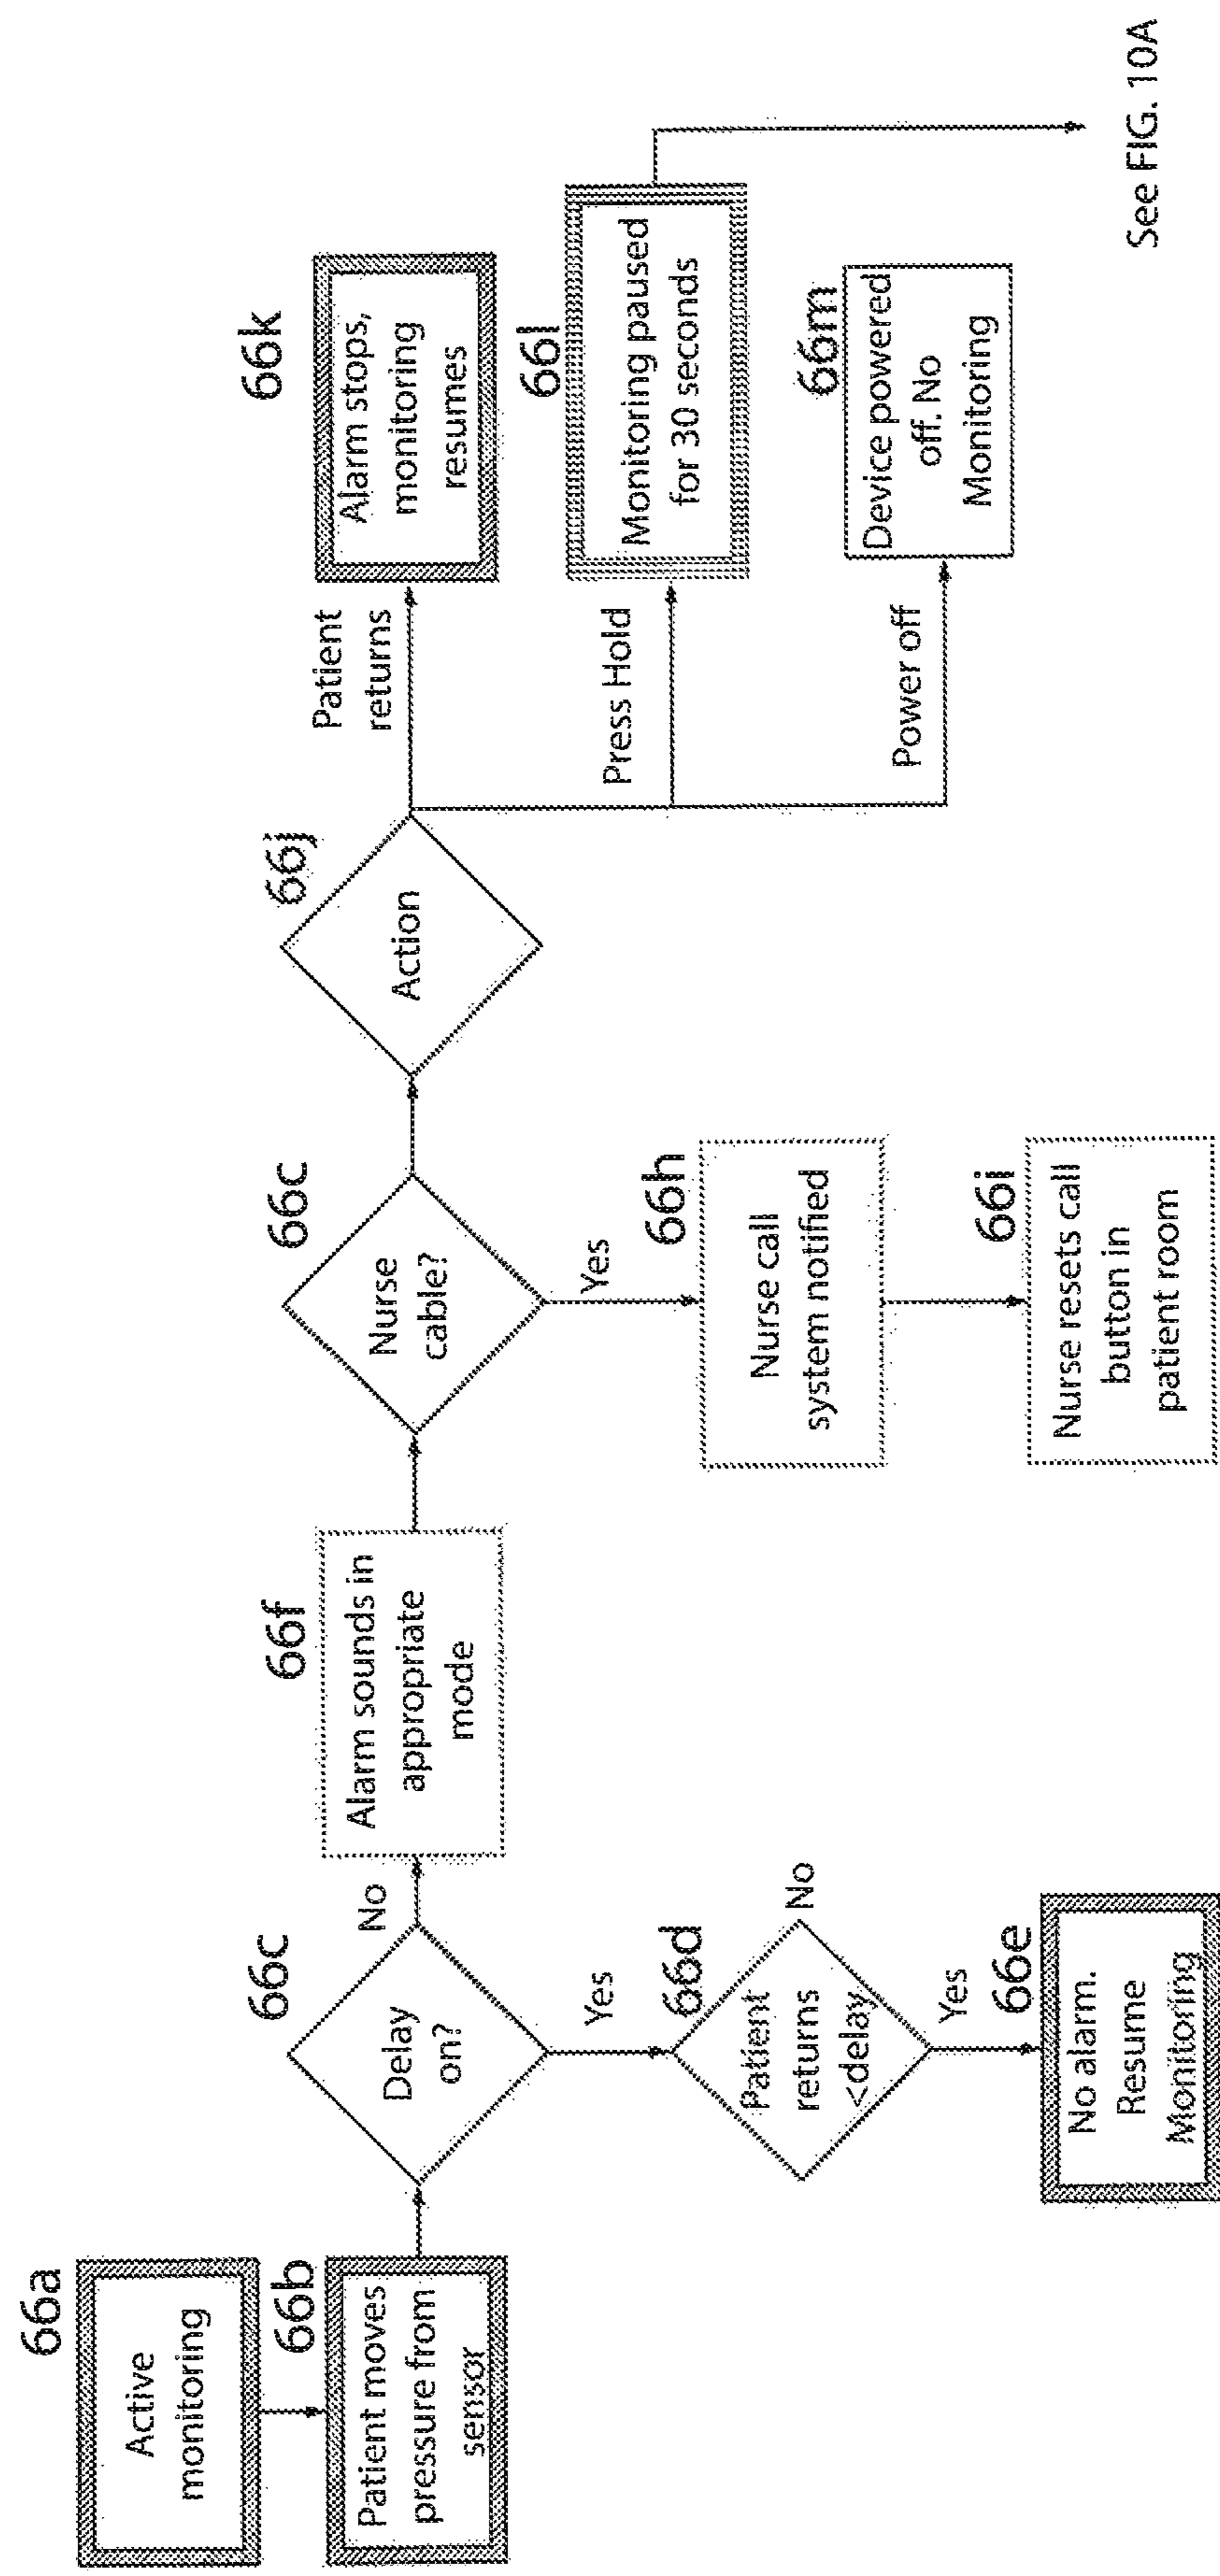 66a
Active
monitoring
66b
Patient moves
pressure from
sensor
66c
Delay
on?
No
Yes
66d
Patient
returns
<delay
No
Yes
66e
No alarm.
Resume
Monitoring
66f
Alarm sounds in
appropriate
mode
66c
Nurse
cable?
Yes
66h
Nurse call
system notified
66i
Nurse resets call
button in
patient room
66j
Action
Patient
returns
66k
Alarm stops,
monitoring
resumes
Press Hold
66l
Monitoring paused
for 30 seconds
Power off
66m
Device powered
off. No
Monitoring
See FIG. 10A